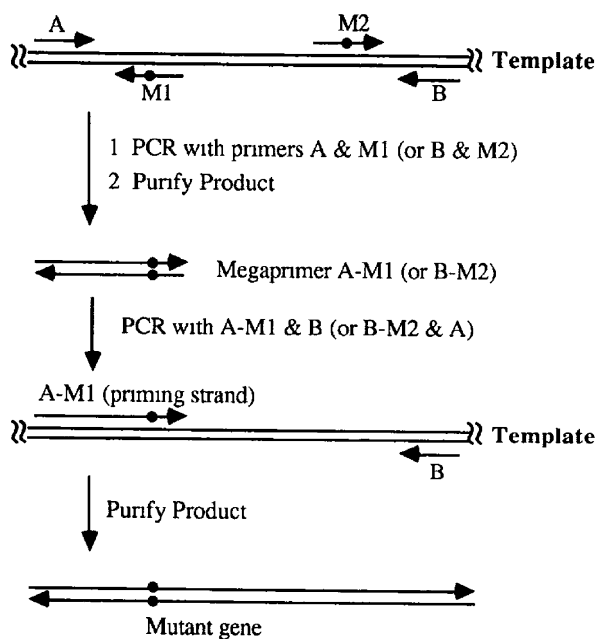 A
M2
Template
M1
B
1 PCR with primers A & M1 (or B & M2)
2 Purify Product
Megaprimer A-M1 (or B-M2)
PCR with A-M1 & B (or B-M2 & A)
A-M1 (priming strand)
Template
B
Purify Product
Mutant gene